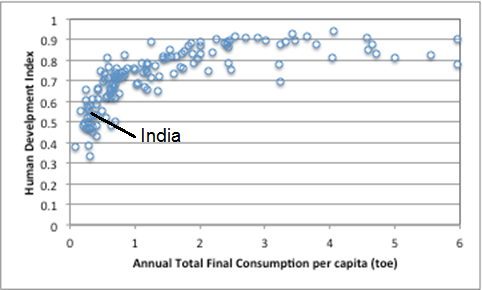 1
0.9
0.8
0.7
0.6
0.5
0.4
0.3
0.2
0.1
0
Human Develpment Index
India
0 1 2 3 4 5 6
Annual Total Final Consumption per capita (toe)